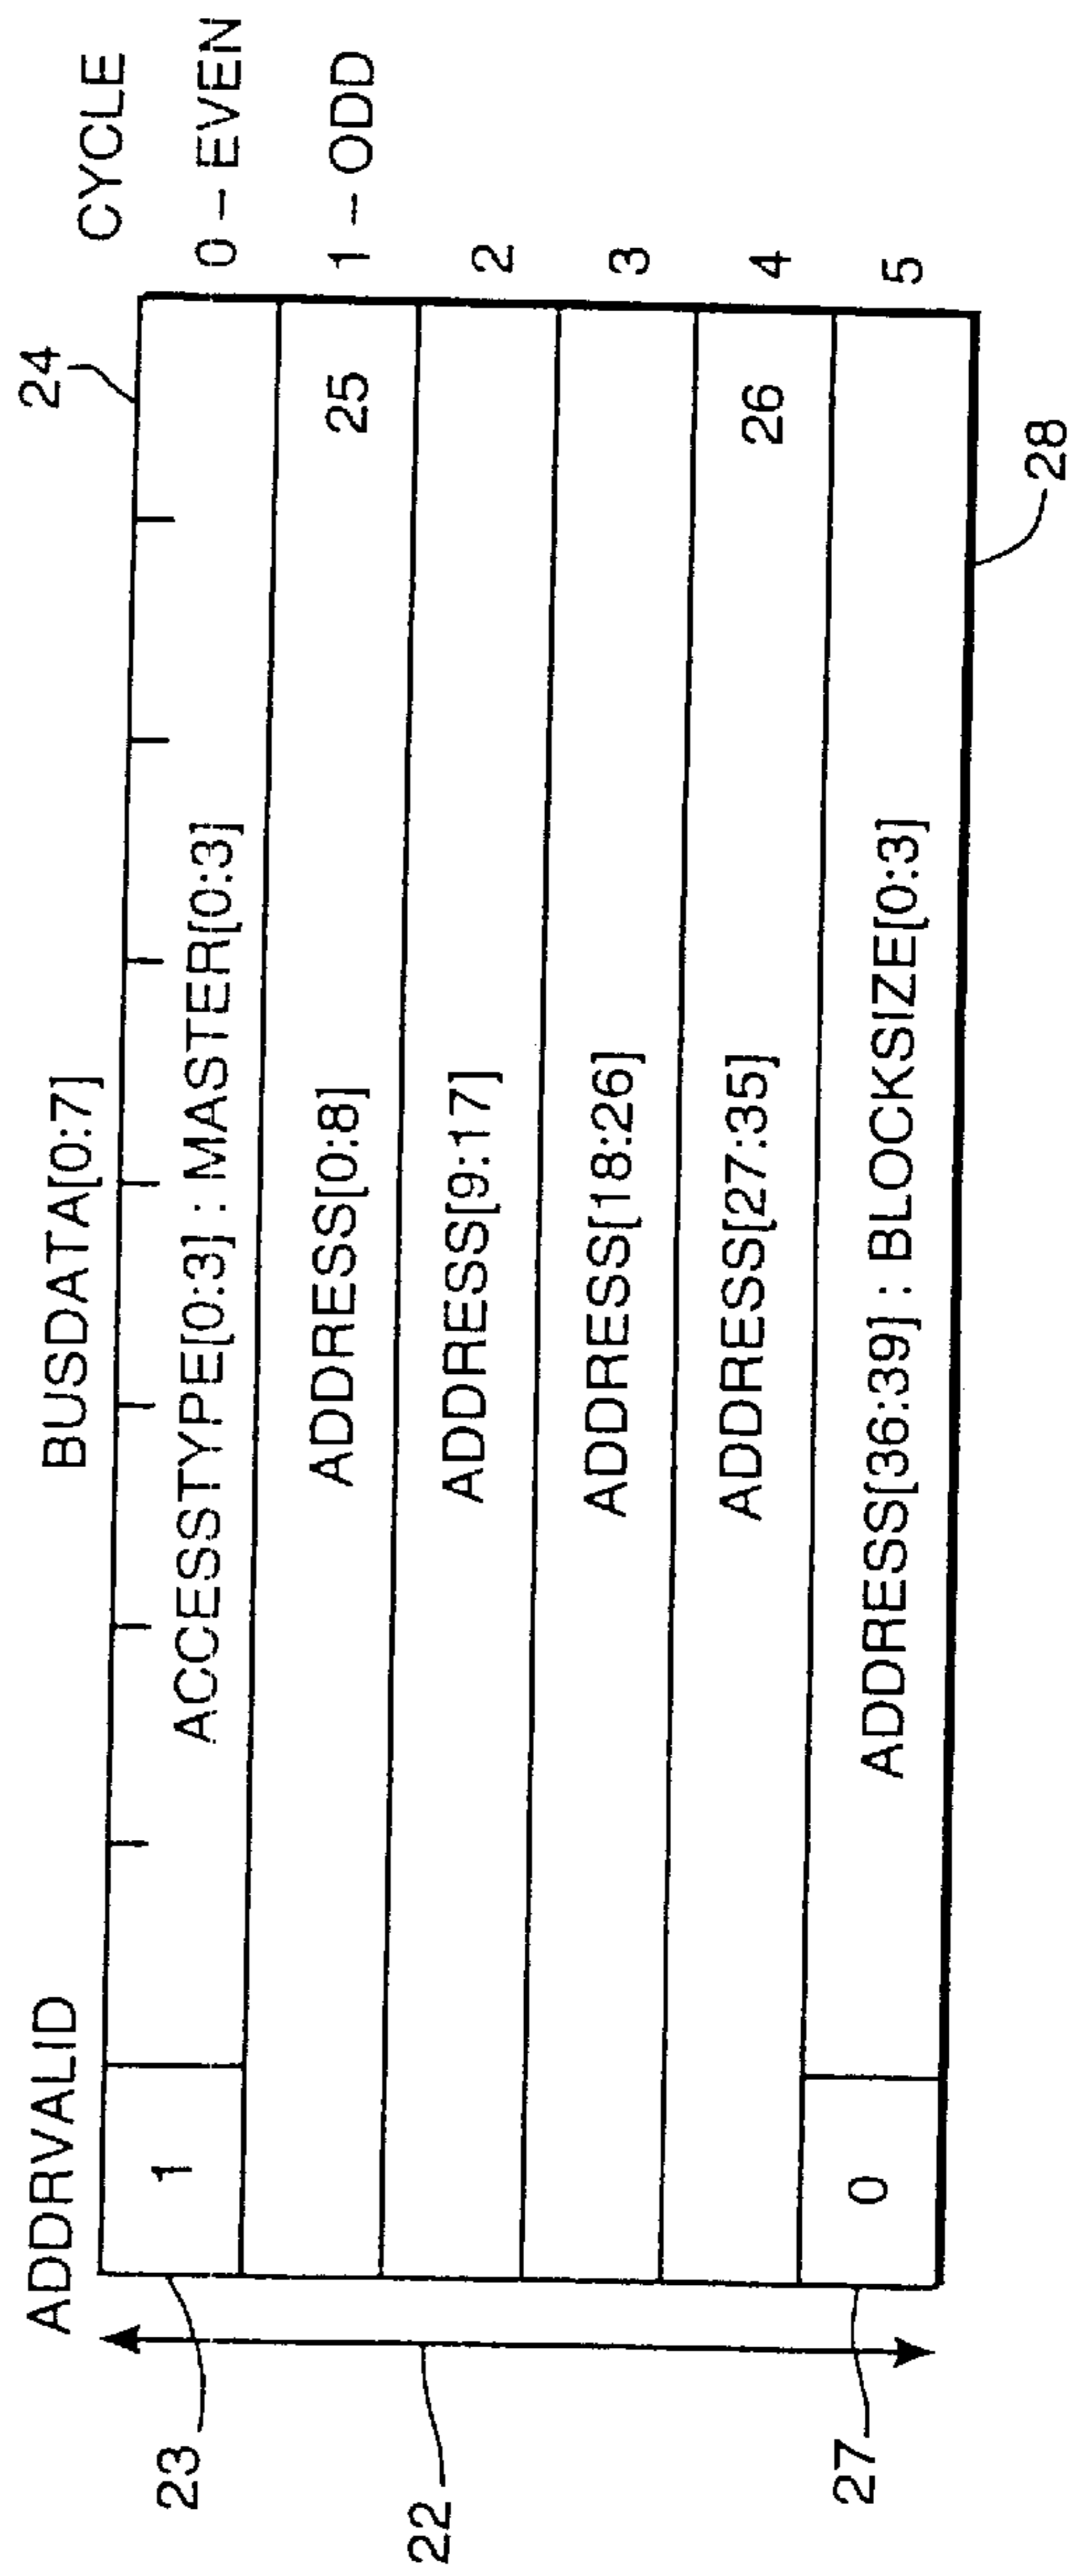 ADDRVALID BUSDATA[0:7] 24 CYCLE
23 1 ACCESSTYPE[0:3] : MASTER[0:3] 0 – EVEN
ADDRESS[0:8] 25 1 – ODD
22 ADDRESS[9:17] 2
ADDRESS[18:26] 3
ADDRESS[27:35] 26 4
27 0 ADDRESS[36:39] : BLOCKSIZE[0:3] 5
28